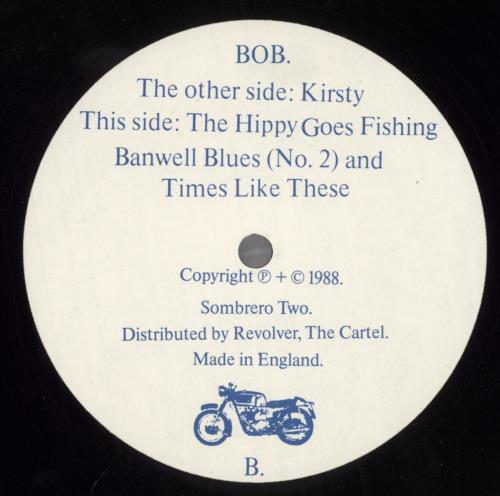 BOB.
The other side: Kirsty
This side: The Hippy Goes Fishing
Banwell Blues (No. 2) and
Times Like These
Copyright ℗ + © 1988.
Sombrero Two.
Distributed by Revolver, The Cartel.
Made in England.
B.